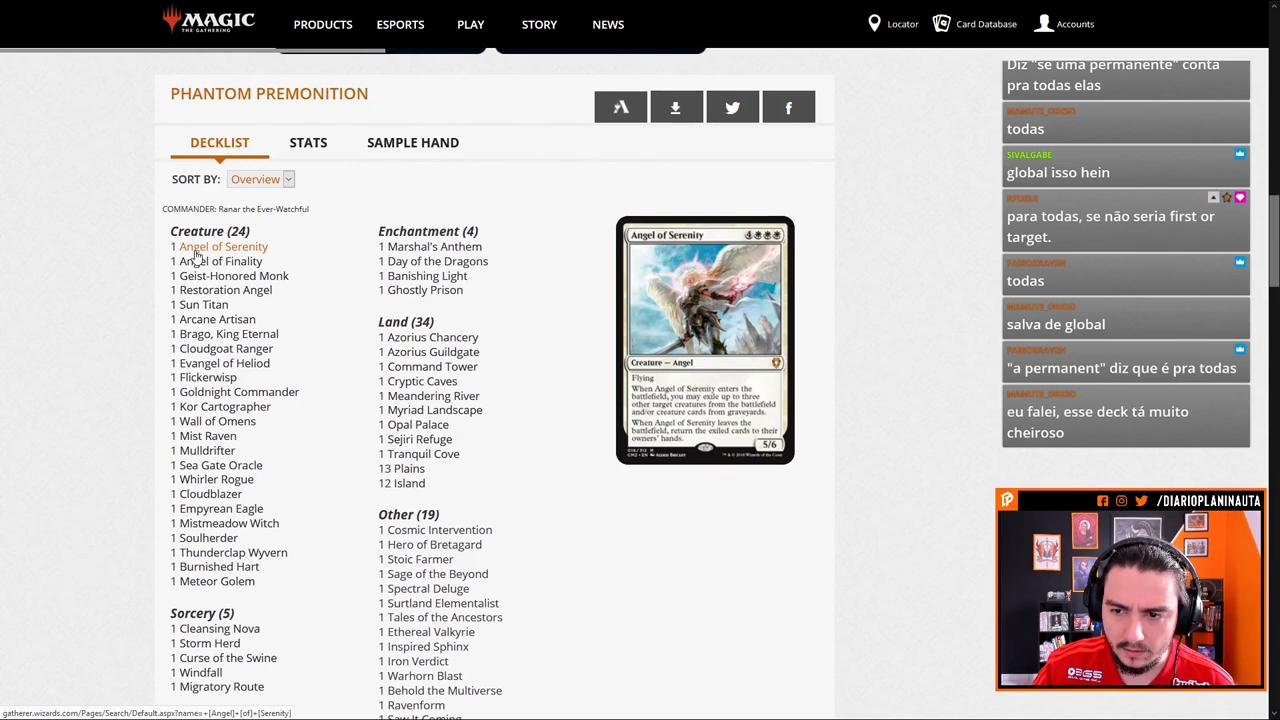 MAGIC
THE GATHERING
PRODUCTS
ESPORTS
PLAY
STORY
NEWS
Locator
Card Database
Accounts
PHANTOM PREMONITION
DECKLIST
STATS
SAMPLE HAND
SORT BY: Overview
COMMANDER: Ranar the Ever-Watchful
Creature (24)
1 Angel of Serenity
1 Angel of Finality
1 Geist-Honored Monk
1 Restoration Angel
1 Sun Titan
1 Arcane Artisan
1 Brago, King Eternal
1 Cloudgoat Ranger
1 Evangel of Heliod
1 Flickerwisp
1 Goldnight Commander
1 Kor Cartographer
1 Wall of Omens
1 Mist Raven
1 Mulldrifter
1 Sea Gate Oracle
1 Whirler Rogue
1 Cloudblazer
1 Empyrean Eagle
1 Mistmeadow Witch
1 Soulherder
1 Thunderclap Wyvern
1 Burnished Hart
1 Meteor Golem
Sorcery (5)
1 Cleansing Nova
1 Storm Herd
1 Curse of the Swine
1 Windfall
1 Migratory Route
Enchantment (4)
1 Marshal's Anthem
1 Day of the Dragons
1 Banishing Light
1 Ghostly Prison
Land (34)
1 Azorius Chancery
1 Azorius Guildgate
1 Command Tower
1 Cryptic Caves
1 Meandering River
1 Myriad Landscape
1 Opal Palace
1 Sejiri Refuge
1 Tranquil Cove
13 Plains
12 Island
Other (19)
1 Cosmic Intervention
1 Hero of Bretagard
1 Stoic Farmer
1 Sage of the Beyond
1 Spectral Deluge
1 Surtland Elementalist
1 Tales of the Ancestors
1 Ethereal Valkyrie
1 Inspired Sphinx
1 Iron Verdict
1 Warhorn Blast
1 Behold the Multiverse
1 Ravenform
1 Saw It Coming
Angel of Serenity 4
Creature — Angel
Flying
When Angel of Serenity enters the
battlefield, you may exile up to three
other target creatures from the battlefield
and/or creature cards from graveyards.
When Angel of Serenity leaves the
battlefield, return the exiled cards to their
owners' hands.
5/6
Diz "se uma permanente" conta
pra todas elas
todas
SIVALGABE
global isso hein
para todas, se não seria first or
target.
todas
salva de global
"a permanent" diz que é pra todas
eu falei, esse deck tá muito
cheiroso
/DIARIOPLANINAUTA
gatherer.wizards.com/Pages/Search/Default.aspx?name=+[Angel]+[of]+[Serenity]